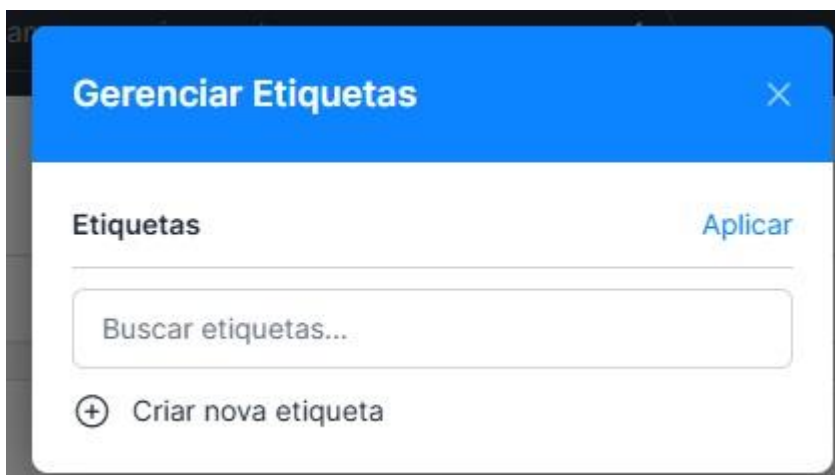 Gerenciar Etiquetas
Etiquetas Aplicar
Buscar etiquetas...
Criar nova etiqueta